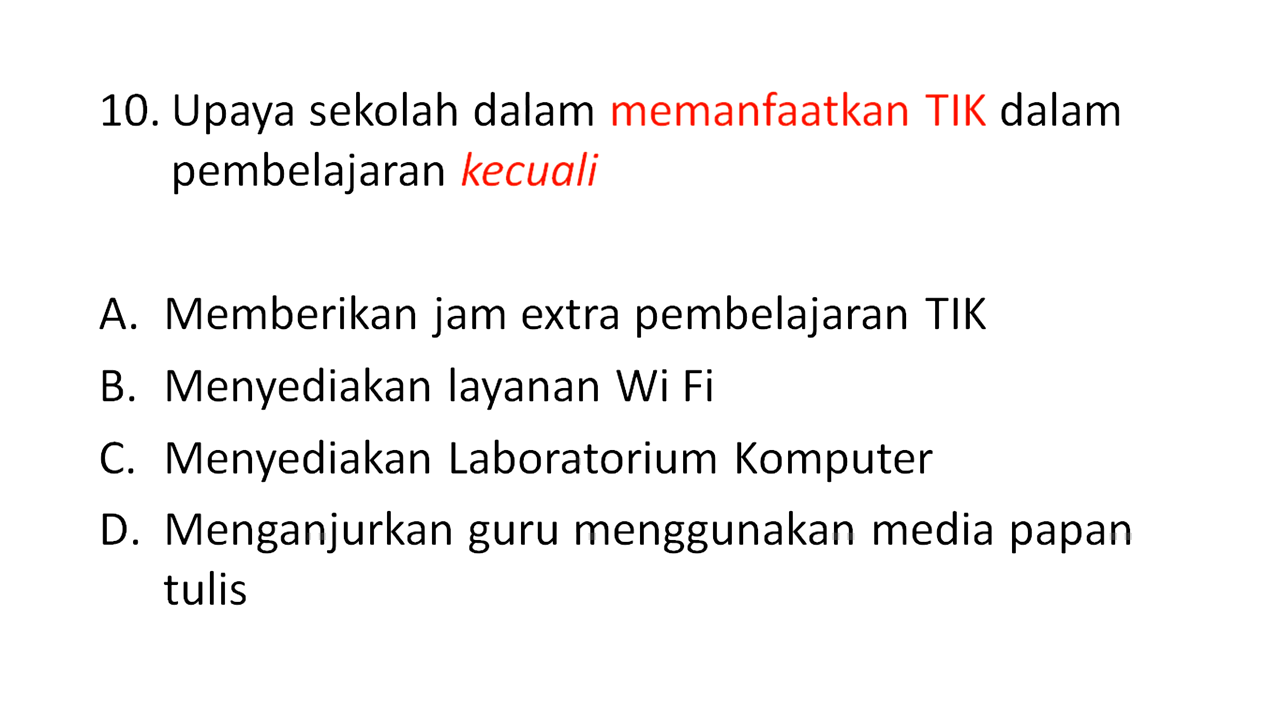 10. Upaya sekolah dalam memanfaatkan TIK dalam
pembelajaran kecuali
A. Memberikan jam extra pembelajaran TIK
B. Menyediakan layanan Wi Fi
C. Menyediakan Laboratorium Komputer
D. Menganjurkan guru menggunakan media papan
tulis